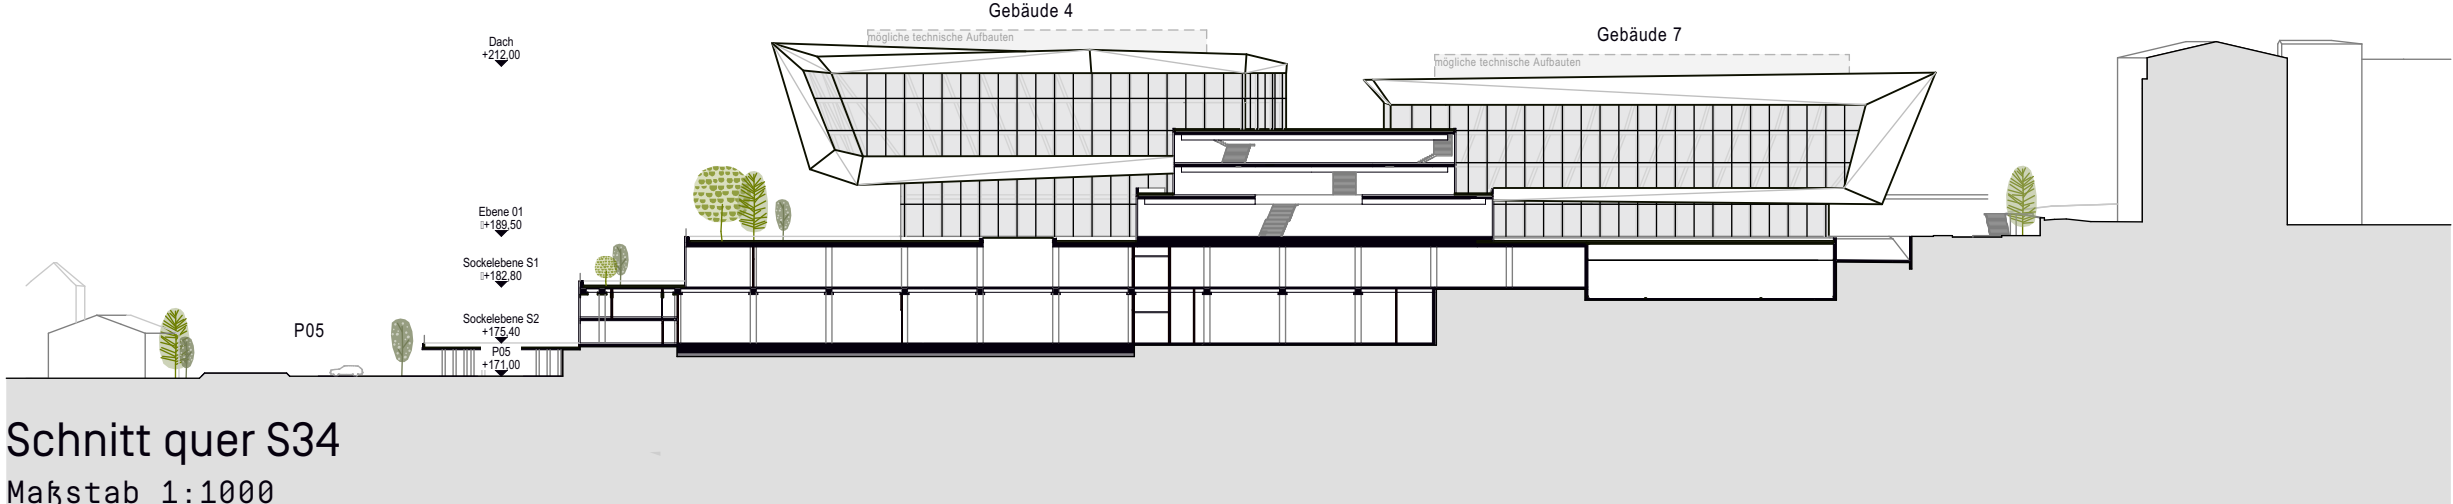 Gebäude 4
Gebäude 7
mögliche technische Aufbauten
mögliche technische Aufbauten
Dach
+212,00
Ebene 01
▯+189,50
Sockelebene S1
▯+182,80
Sockelebene S2
+175,40
P05
P05
+171,00
Schnitt quer S34
Maßstab 1:1000